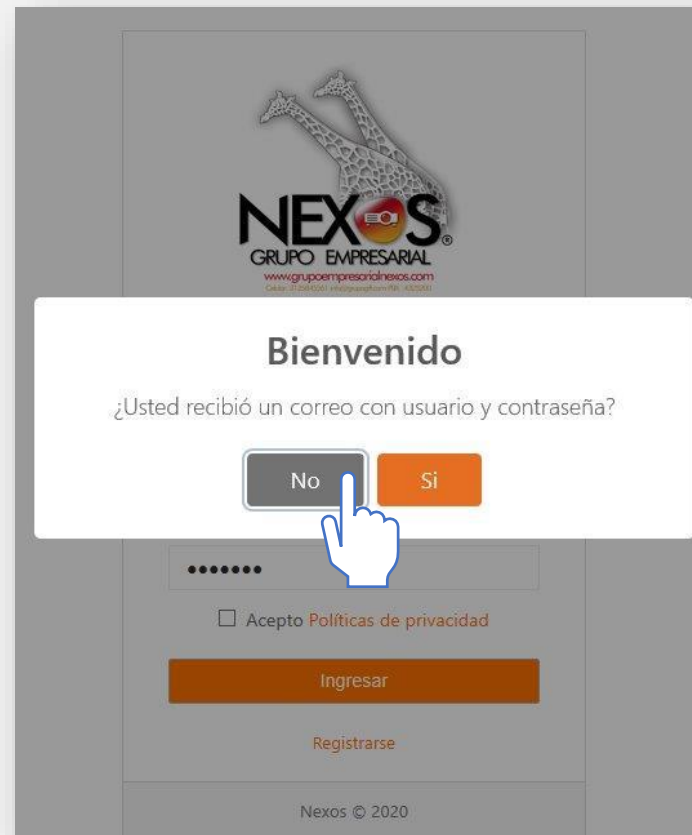 NEXOS®
GRUPO EMPRESARIAL
www.grupoempresarialnexos.com
Bienvenido
¿Usted recibió un correo con usuario y contraseña?
No
Si
•••••••
Acepto Políticas de privacidad
Ingresar
Registrarse
Nexos © 2020